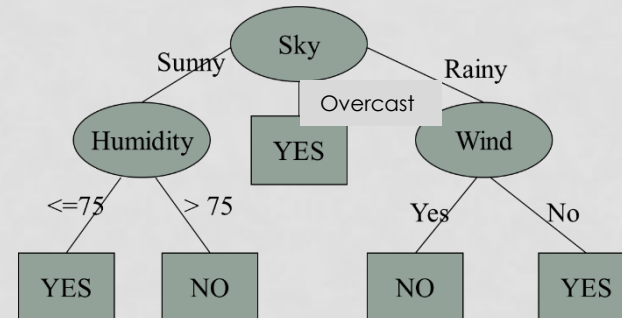 Sky
Sunny
Rainy
Overcast
Humidity
YES
Wind
<=75
> 75
Yes
No
YES
NO
NO
YES